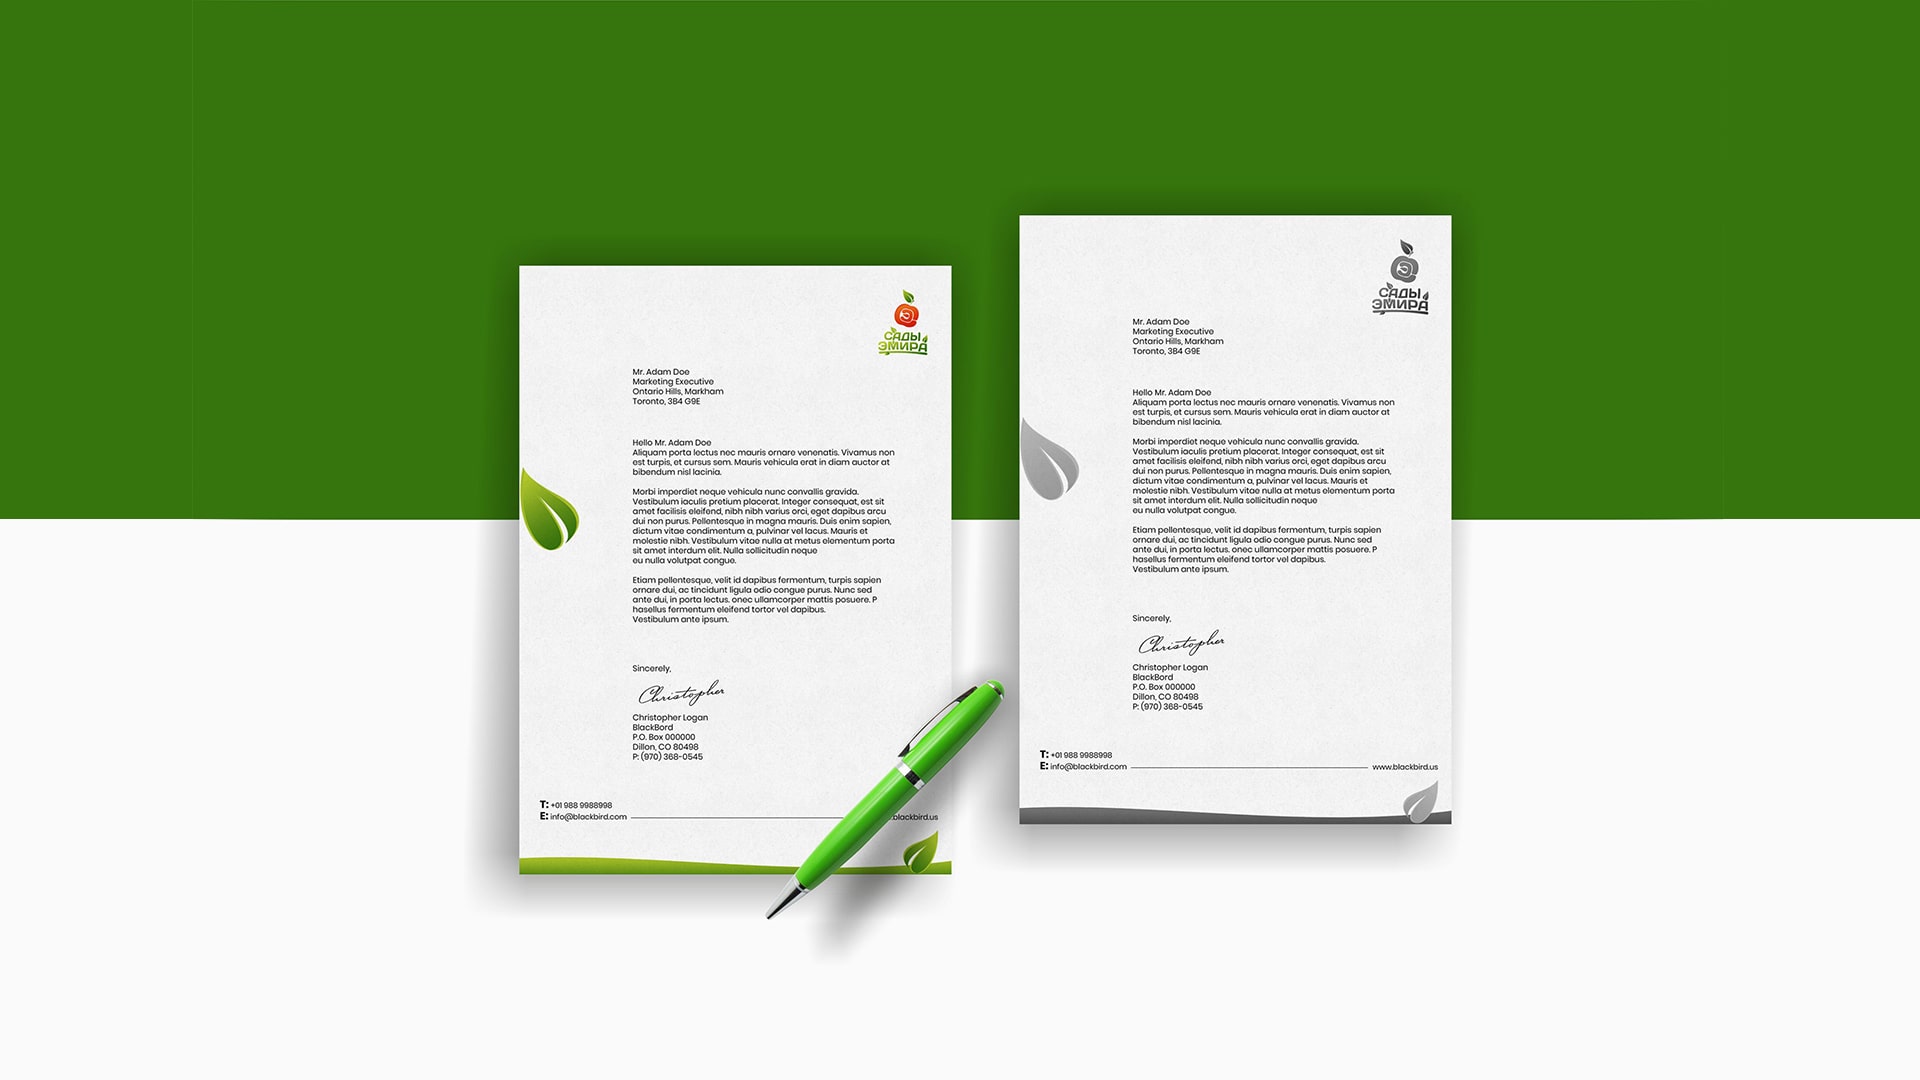 САДЫ
ЭМИРА
Mr. Adam Doe
Marketing Executive
Ontario Hills, Markham
Toronto, 3B4 G9E
Hello Mr. Adam Doe
Aliquam porta lectus nec mauris ornare venenatis. Vivamus non
est turpis, et cursus sem. Mauris vehicula erat in diam auctor at
bibendum nisl lacinia.
Morbi imperdiet neque vehicula nunc convallis gravida.
Vestibulum iaculis pretium placerat. Integer consequat, est sit
amet facilisis eleifend, nibh nibh varius orci, eget dapibus arcu
dui non purus. Pellentesque in magna mauris. Duis enim sapien,
dictum vitae condimentum a, pulvinar vel lacus. Mauris et
molestie nibh. Vestibulum vitae nulla at metus elementum porta
sit amet interdum elit. Nulla sollicitudin neque
eu nulla volutpat congue.
Etiam pellentesque, velit id dapibus fermentum, turpis sapien
ornare dui, ac tincidunt ligula odio congue purus. Nunc sed
ante dui, in porta lectus. onec ullamcorper mattis posuere. P
hasellus fermentum eleifend tortor vel dapibus.
Vestibulum ante ipsum.
Sincerely,
Christopher
Christopher Logan
BlackBord
P.O. Box 000000
Dillon, CO 80498
P: (970) 368-0545
T: +01 988 9988998
E: info@blackbird.com .blackbird.us
САДЫ
ЭМИРА
Mr. Adam Doe
Marketing Executive
Ontario Hills, Markham
Toronto, 3B4 G9E
Hello Mr. Adam Doe
Aliquam porta lectus nec mauris ornare venenatis. Vivamus non
est turpis, et cursus sem. Mauris vehicula erat in diam auctor at
bibendum nisl lacinia.
Morbi imperdiet neque vehicula nunc convallis gravida.
Vestibulum iaculis pretium placerat. Integer consequat, est sit
amet facilisis eleifend, nibh nibh varius orci, eget dapibus arcu
dui non purus. Pellentesque in magna mauris. Duis enim sapien,
dictum vitae condimentum a, pulvinar vel lacus. Mauris et
molestie nibh. Vestibulum vitae nulla at metus elementum porta
sit amet interdum elit. Nulla sollicitudin neque
eu nulla volutpat congue.
Etiam pellentesque, velit id dapibus fermentum, turpis sapien
ornare dui, ac tincidunt ligula odio congue purus. Nunc sed
ante dui, in porta lectus. onec ullamcorper mattis posuere. P
hasellus fermentum eleifend tortor vel dapibus.
Vestibulum ante ipsum.
Sincerely,
Christopher
Christopher Logan
BlackBord
P.O. Box 000000
Dillon, CO 80498
P: (970) 368-0545
T: +01 988 9988998
E: info@blackbird.com www.blackbird.us